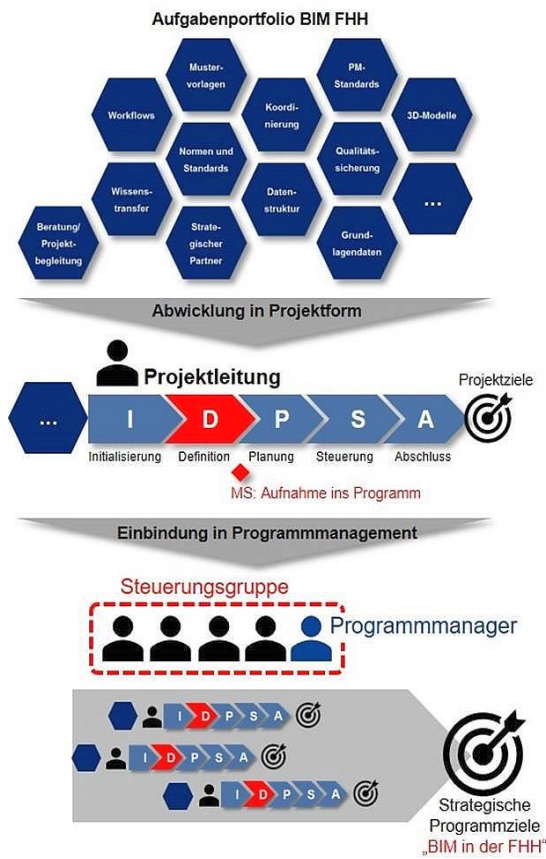 Aufgabenportfolio BIM FHH
Muster-
vorlagen
PM-
Standards
Workflows
Koordi-
nierung
3D-Modelle
Normen und
Standards
Qualitäts-
sicherung
Wissens-
transfer
Daten-
struktur
...
Beratung/
Projekt-
begleitung
Strate-
gischer
Partner
Grund-
lagendaten
Abwicklung in Projektform
Projektleitung
Projektziele
... I D P S A
Initialisierung Definition Planung Steuerung Abschluss
MS: Aufnahme ins Programm
Einbindung in Programmmanagement
Steuerungsgruppe
Programmmanager
I D P S A
I D P S A
I D P S A
Strategische
Programmziele
„BIM in der FHH“